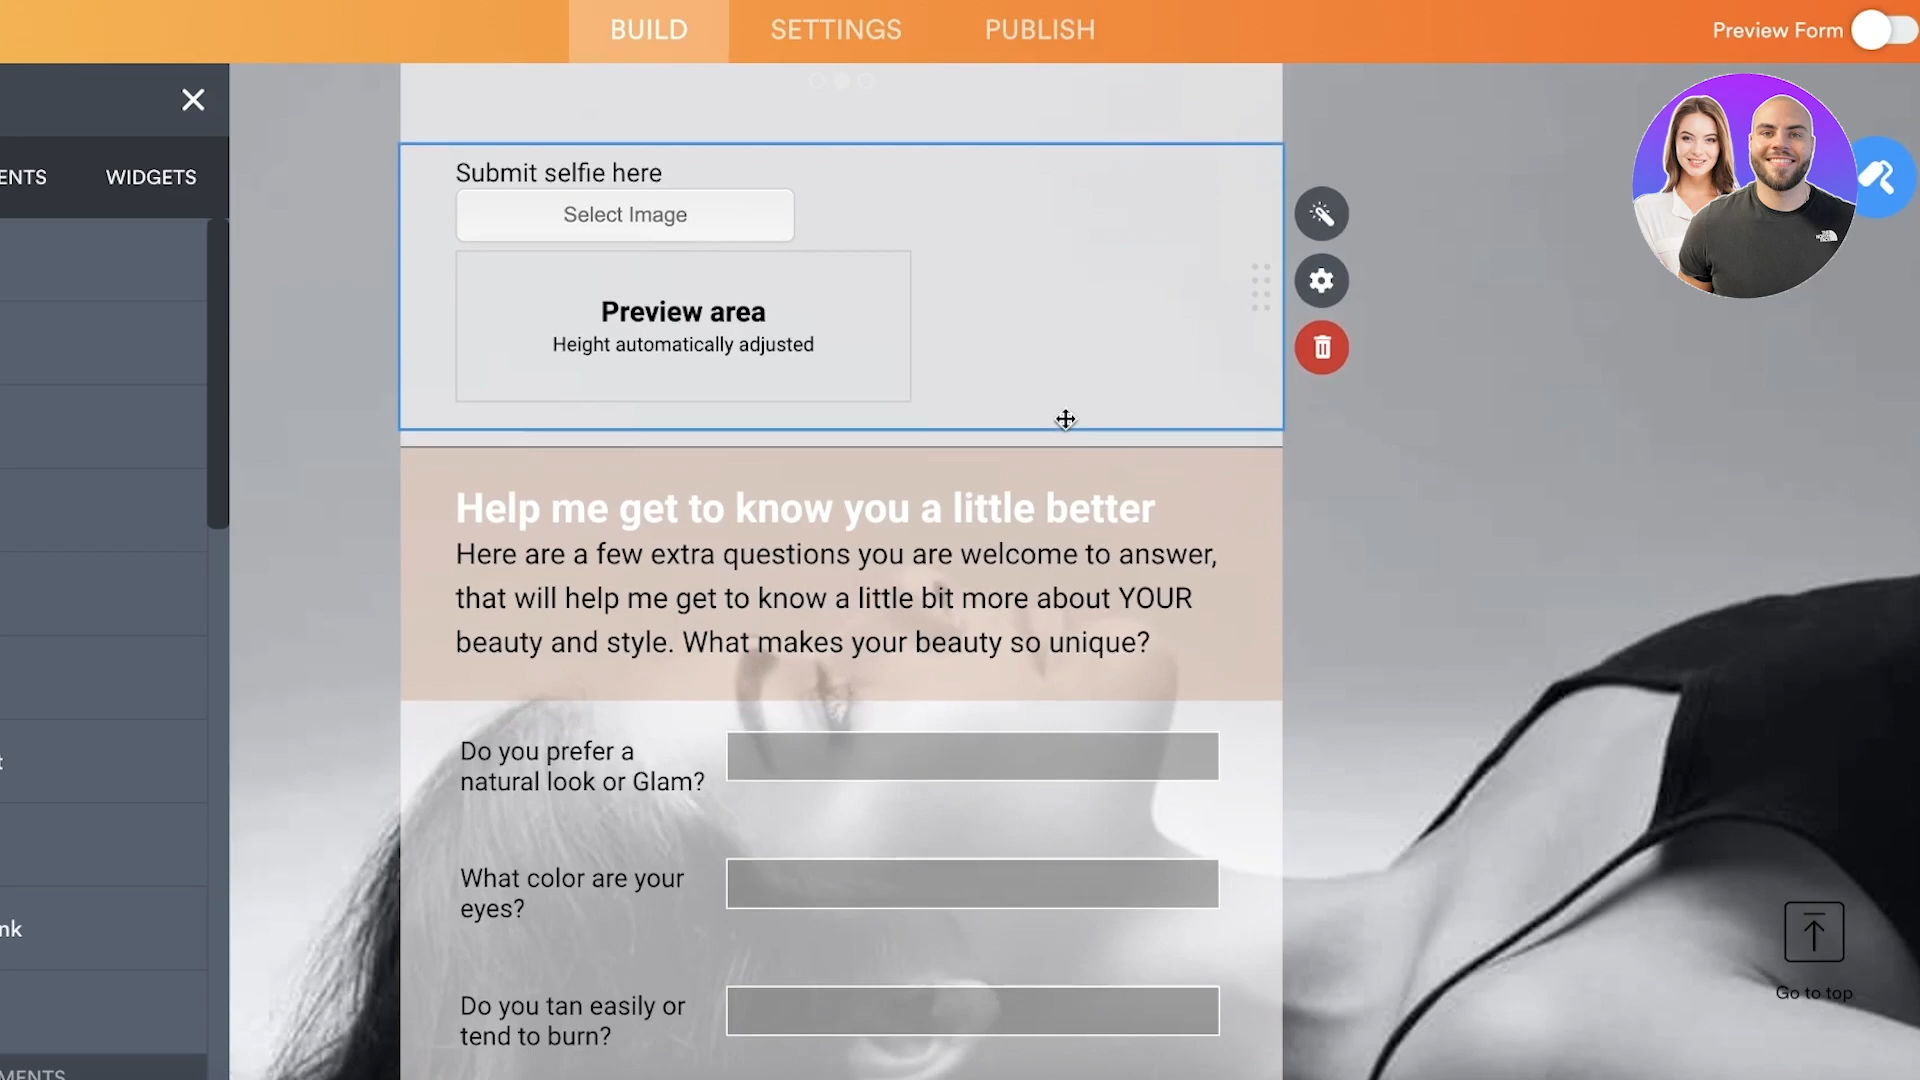 BUILD
SETTINGS
PUBLISH
Preview Form
ENTS
WIDGETS
Submit selfie here
Select Image
Preview area
Height automatically adjusted
Help me get to know you a little better
Here are a few extra questions you are welcome to answer,
that will help me get to know a little bit more about YOUR
beauty and style. What makes your beauty so unique?
Do you prefer a
natural look or Glam?
t
What color are your
eyes?
nk
Do you tan easily or
tend to burn?
Go to top
MENTS